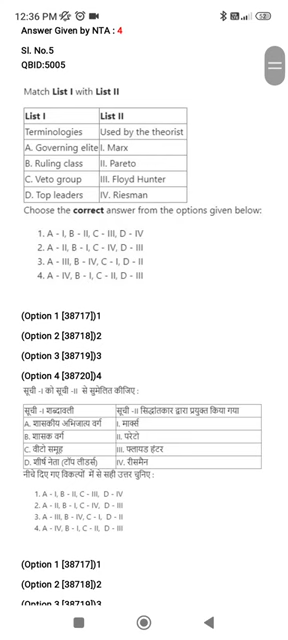 12:36 PM
Answer Given by NTA : 4
Sl. No.5
QBID:5005
Match List I with List II
List I List II
Terminologies Used by the theorist
A. Governing elite I. Marx
B. Ruling class II. Pareto
C. Veto group III. Floyd Hunter
D. Top leaders IV. Riesman
Choose the correct answer from the options given below:
1. A - I, B - II, C - III, D - IV
2. A - II, B - I, C - IV, D - III
3. A - III, B - IV, C - I, D - II
4. A - IV, B - I, C - II, D - III
(Option 1 [38717])1
(Option 2 [38718])2
(Option 3 [38719])3
(Option 4 [38720])4
सूची -I को सूची -II से सुमेलित कीजिए :
सूची -I शब्दावली सूची -II सिद्धांतकार द्वारा प्रयुक्त किया गया
A. शासकीय अभिजात्य वर्ग I. मार्क्स
B. शासक वर्ग II. परेटो
C. वीटो समूह III. फ्लायड हंटर
D. शीर्ष नेता (टॉप लीडर्स) IV. रीसमैन
नीचे दिए गए विकल्पों में से सही उत्तर चुनिए :
1. A - I, B - II, C - III, D - IV
2. A - II, B - I, C - IV, D - III
3. A - III, B - IV, C - I, D - II
4. A - IV, B - I, C - II, D - III
(Option 1 [38717])1
(Option 2 [38718])2
(Option 3 [38719])3